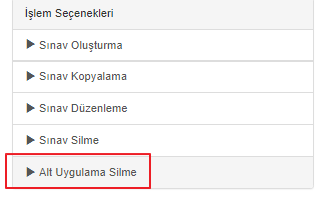 İşlem Seçenekleri
▶ Sınav Oluşturma
▶ Sınav Kopyalama
▶ Sınav Düzenleme
▶ Sınav Silme
▶ Alt Uygulama Silme